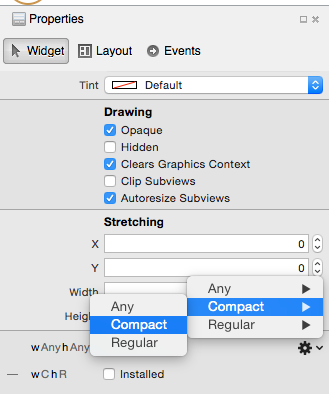 Properties
Widget Layout Events
Tint Default
Drawing
Opaque
Hidden
Clears Graphics Context
Clip Subviews
Autoresize Subviews
Stretching
X 0
Y 0
Width
Any
Compact
Regular
Any
Compact
Regular
wAnyhAny
wChR Installed